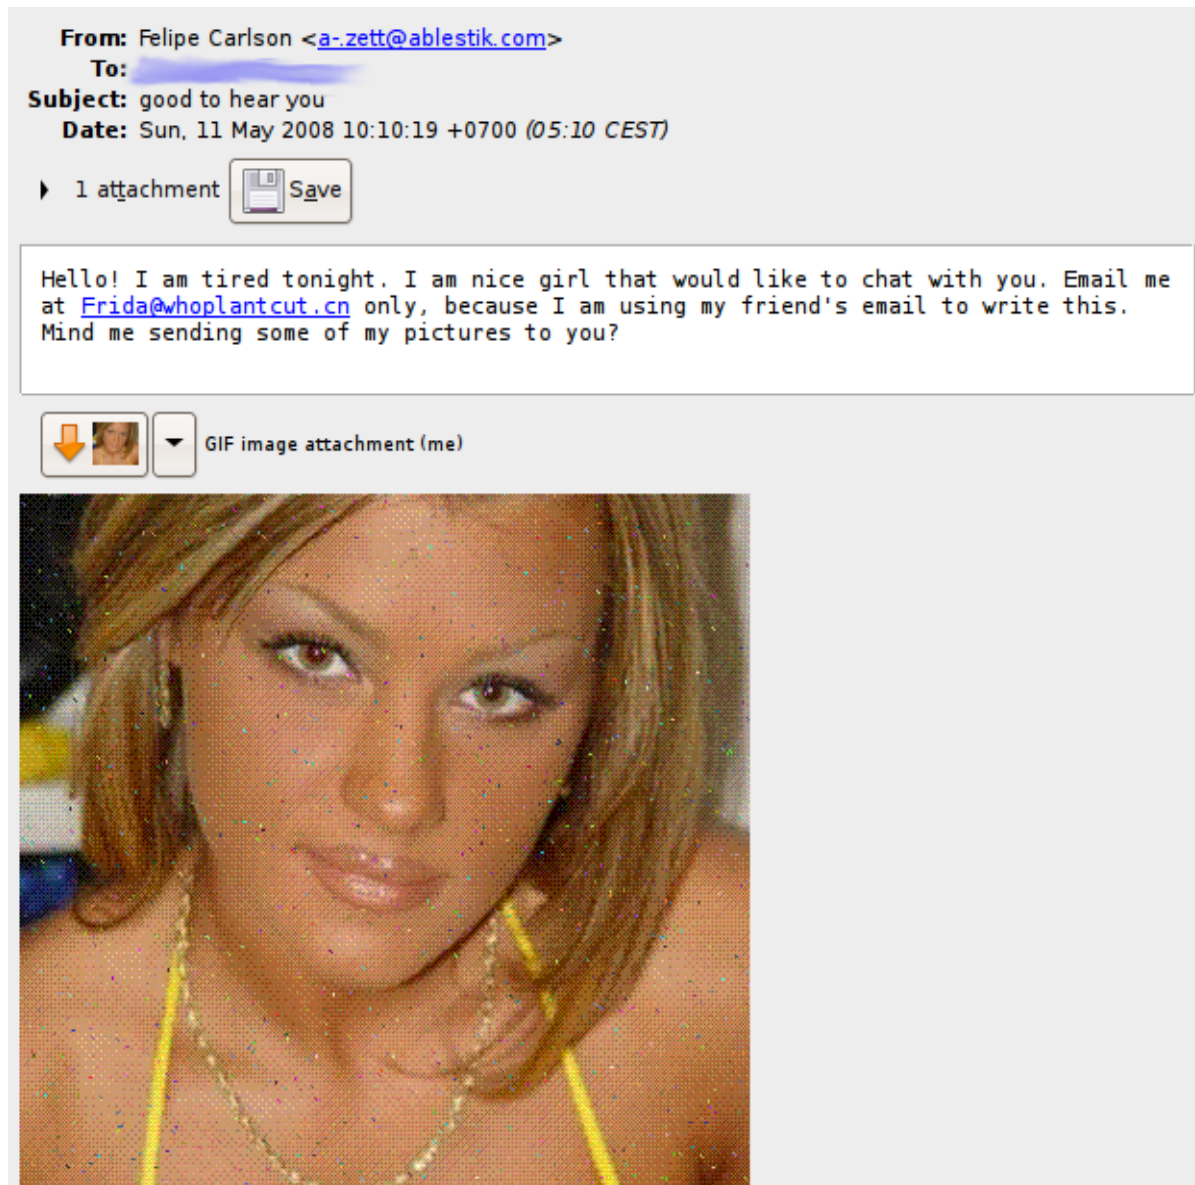 From: Felipe Carlson <a-.zett@ablestik.com>
To:
Subject: good to hear you
Date: Sun, 11 May 2008 10:10:19 +0700 (05:10 CEST)
1 attachment Save
Hello! I am tired tonight. I am nice girl that would like to chat with you. Email me
at Frida@whoplantcut.cn only, because I am using my friend's email to write this.
Mind me sending some of my pictures to you?
GIF image attachment (me)